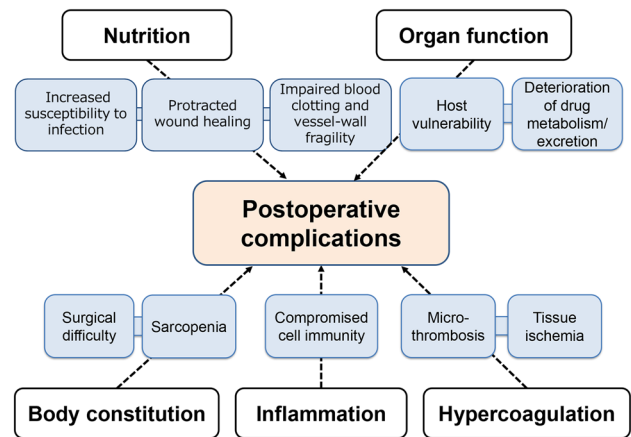 Nutrition
Organ function
Increased
susceptibility to
infection
Protracted
wound healing
Impaired blood
clotting and
vessel-wall
fragility
Host
vulnerability
Deterioration
of drug
metabolism/
excretion
Postoperative
complications
Surgical
difficulty
Sarcopenia
Compromised
cell immunity
Micro-
thrombosis
Tissue
ischemia
Body constitution
Inflammation
Hypercoagulation